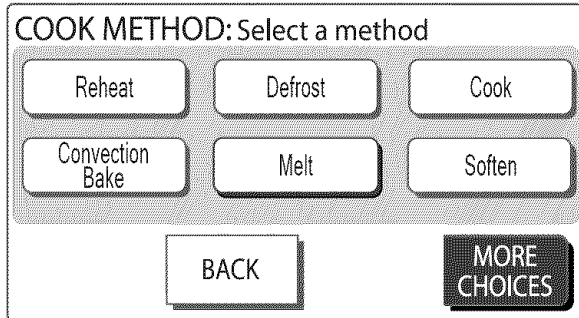 COOK METHOD: Select a method
Reheat
Defrost
Cook
Convection
Bake
Melt
Soften
BACK
MORE
CHOICES